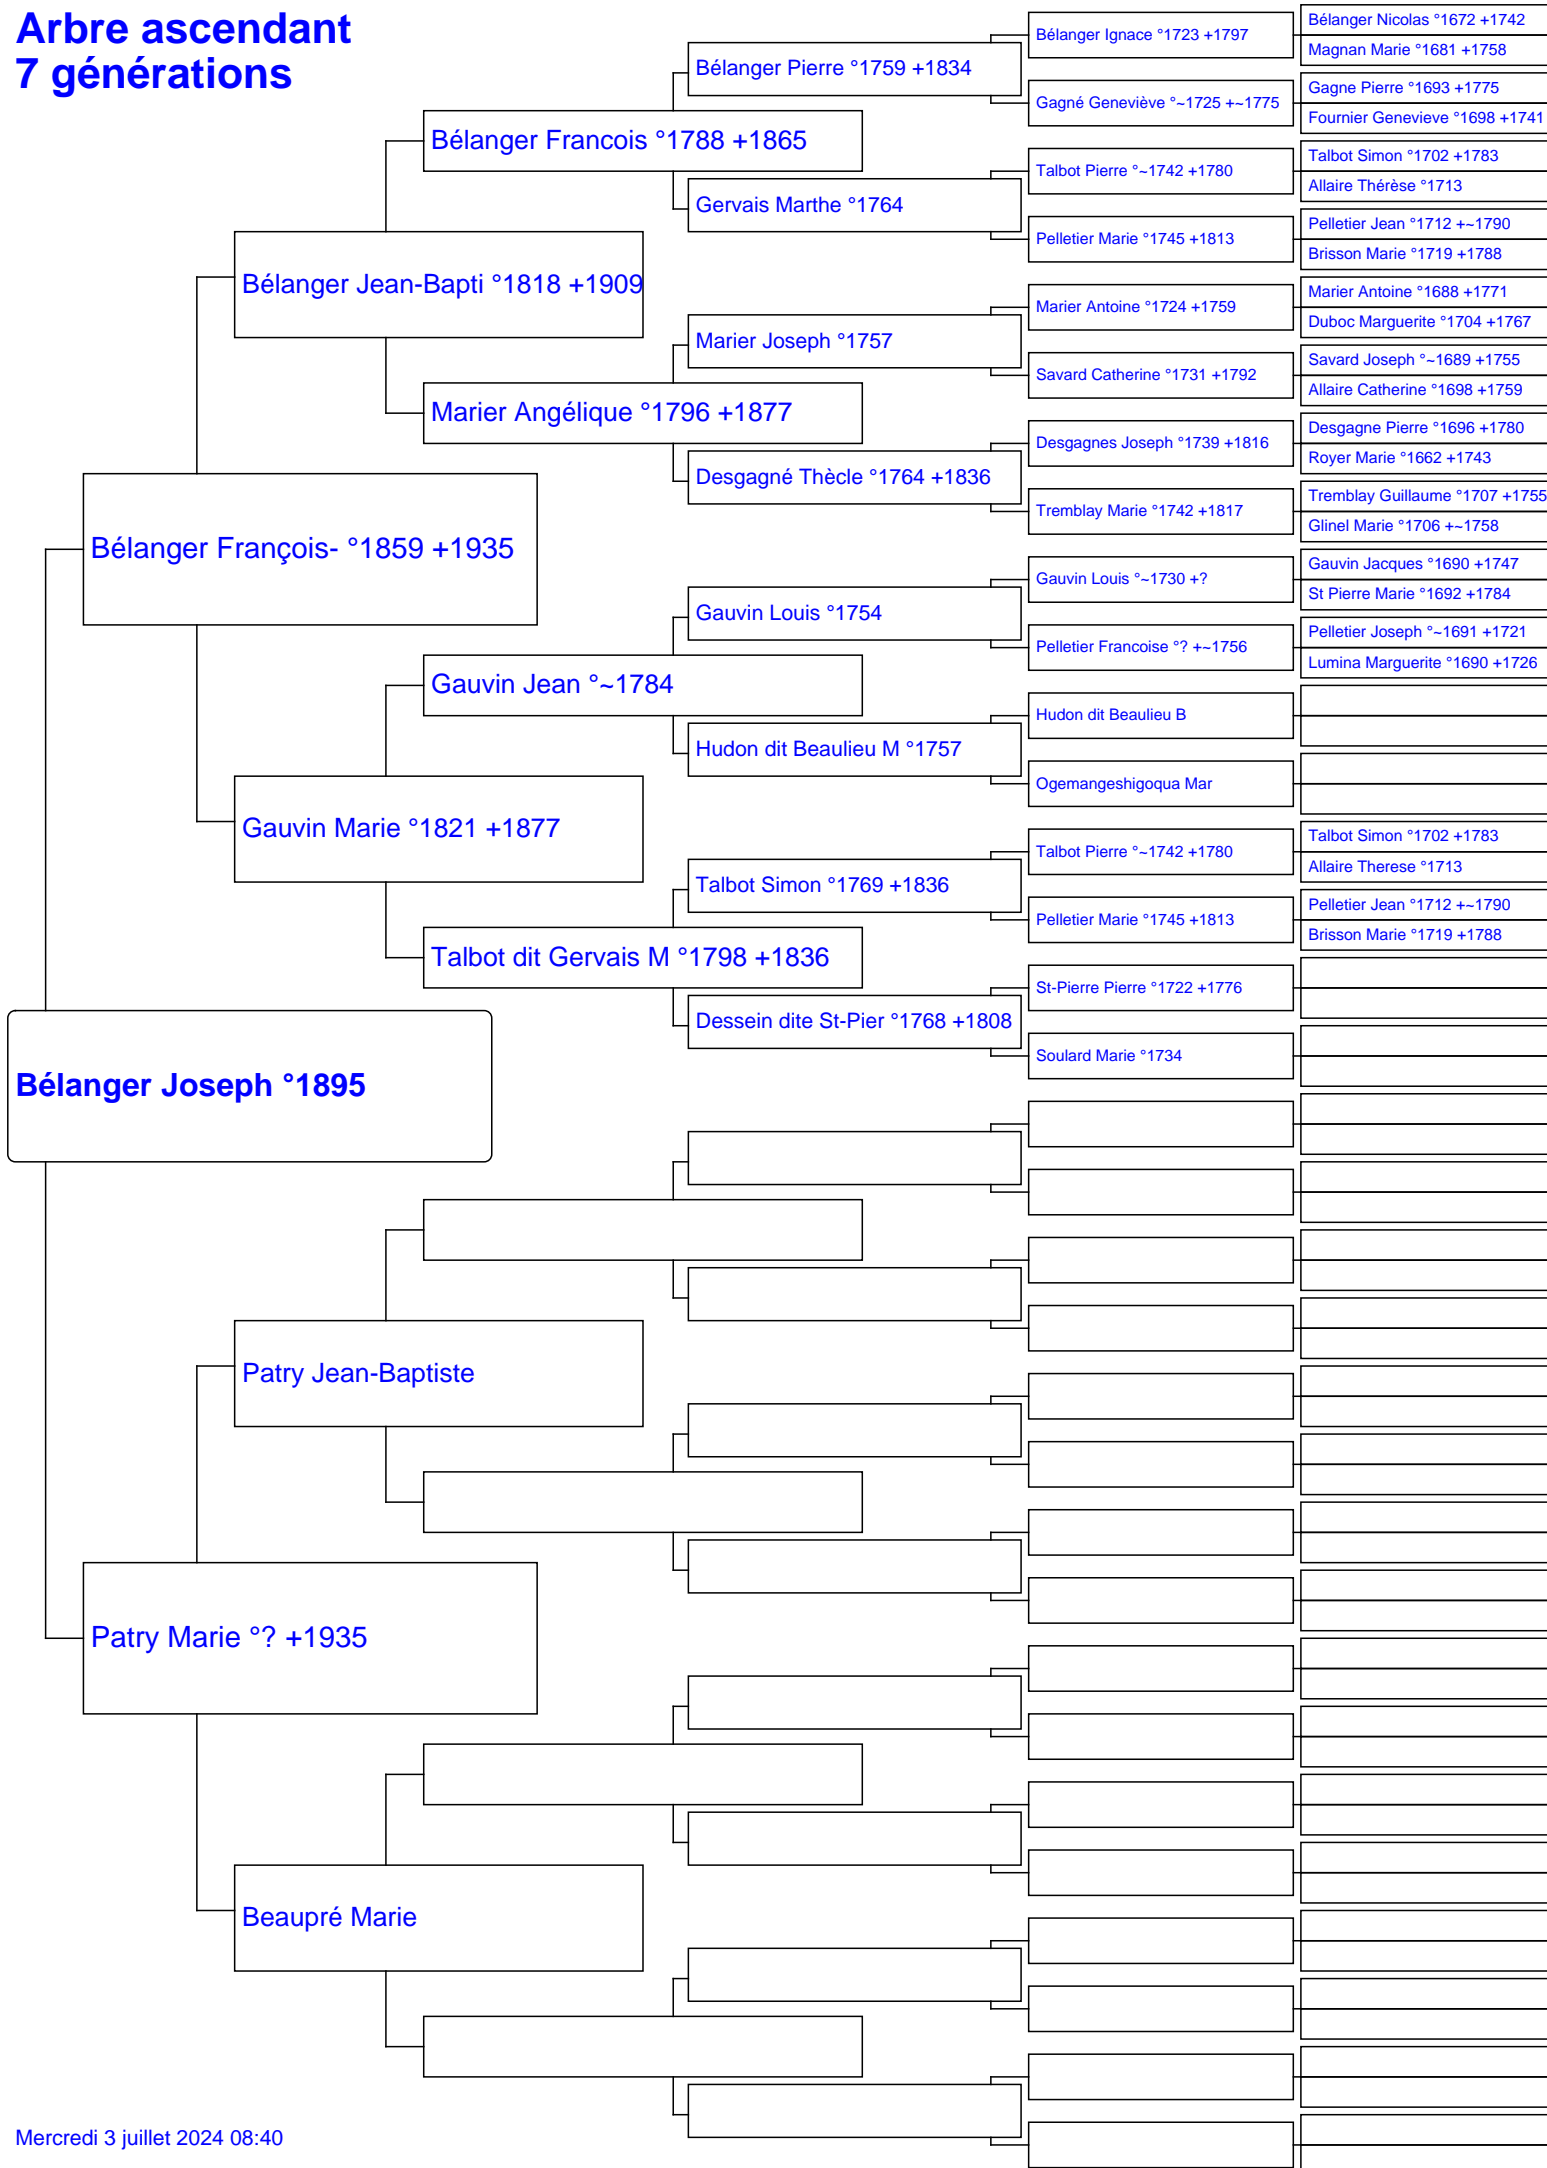 Arbre ascendant
7 générations
Bélanger Nicolas °1672 +1742
Bélanger Ignace °1723 +1797
Magnan Marie °1681 +1758
Bélanger Pierre °1759 +1834
Gagne Pierre °1693 +1775
Gagné Geneviève °~1725 +~1775
Fournier Genevieve °1698 +1741
Bélanger Francois °1788 +1865
Talbot Simon °1702 +1783
Talbot Pierre °~1742 +1780
Allaire Thérèse °1713
Gervais Marthe °1764
Pelletier Jean °1712 +~1790
Pelletier Marie °1745 +1813
Brisson Marie °1719 +1788
Bélanger Jean-Bapti °1818 +1909
Marier Antoine °1688 +1771
Marier Antoine °1724 +1759
Duboc Marguerite °1704 +1767
Marier Joseph °1757
Savard Joseph °~1689 +1755
Savard Catherine °1731 +1792
Allaire Catherine °1698 +1759
Marier Angélique °1796 +1877
Desgagne Pierre °1696 +1780
Desgagnes Joseph °1739 +1816
Royer Marie °1662 +1743
Desgagné Thècle °1764 +1836
Tremblay Guillaume °1707 +1755
Tremblay Marie °1742 +1817
Glinel Marie °1706 +~1758
Bélanger François- °1859 +1935
Gauvin Jacques °1690 +1747
Gauvin Louis °~1730 +?
St Pierre Marie °1692 +1784
Gauvin Louis °1754
Pelletier Joseph °~1691 +1721
Pelletier Francoise °? +~1756
Lumina Marguerite °1690 +1726
Gauvin Jean °~1784
Hudon dit Beaulieu B
Hudon dit Beaulieu M °1757
Ogemangeshigoqua Mar
Gauvin Marie °1821 +1877
Talbot Simon °1702 +1783
Talbot Pierre °~1742 +1780
Allaire Therese °1713
Talbot Simon °1769 +1836
Pelletier Jean °1712 +~1790
Pelletier Marie °1745 +1813
Brisson Marie °1719 +1788
Talbot dit Gervais M °1798 +1836
St-Pierre Pierre °1722 +1776
Dessein dite St-Pier °1768 +1808
Soulard Marie °1734
Bélanger Joseph °1895
Patry Jean-Baptiste
Patry Marie °? +1935
Beaupré Marie
Mercredi 3 juillet 2024 08:40